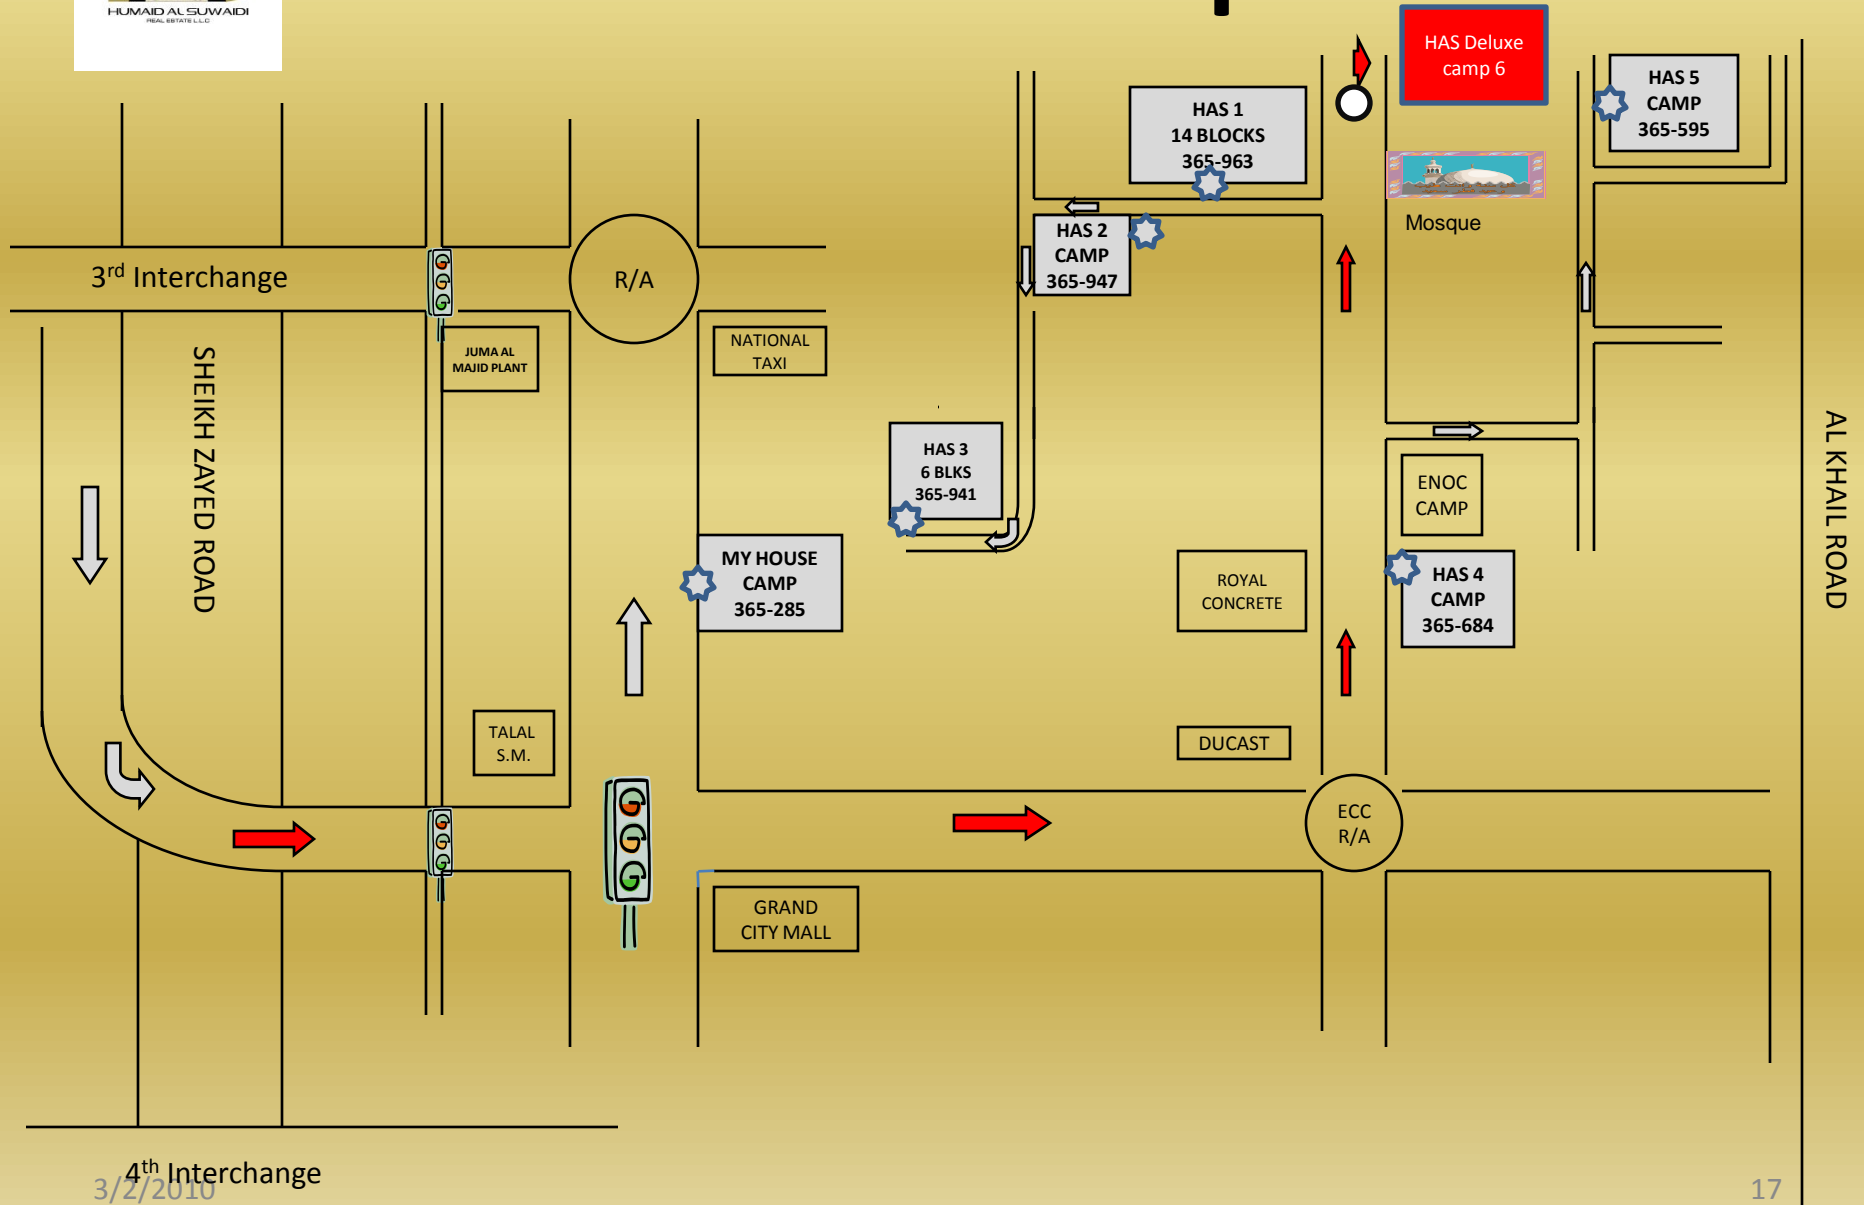 HUMAID AL SUWAIDI
REAL ESTATE L.L.C
HAS Deluxe
camp 6
HAS 5
CAMP
365-595
HAS 1
14 BLOCKS
365-963
Mosque
HAS 2
CAMP
365-947
3rd Interchange
R/A
JUMA AL
MAJID PLANT
NATIONAL
TAXI
SHEIKH ZAYED ROAD
HAS 3
6 BLKS
365-941
ENOC
CAMP
AL KHAIL ROAD
MY HOUSE
CAMP
365-285
ROYAL
CONCRETE
HAS 4
CAMP
365-684
TALAL
S.M.
DUCAST
ECC
R/A
GRAND
CITY MALL
4th Interchange
3/2/2010
17